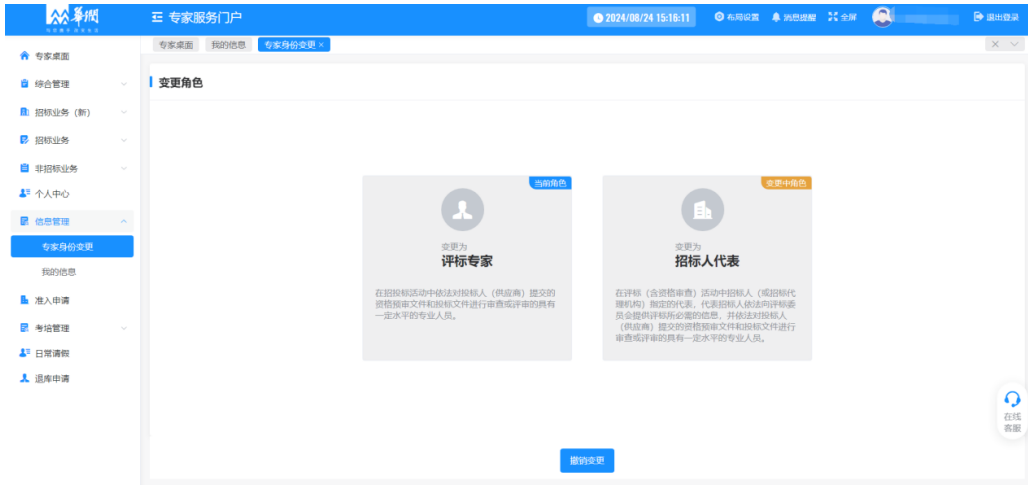 華潤
专家服务门户
2024/08/24 15:16:11
布局设置
消息提醒
全屏
退出登录
专家桌面
我的信息
专家身份变更 ×
专家桌面
综合管理
招标业务（新）
招标业务
非招标业务
个人中心
信息管理
专家身份变更
我的信息
准入申请
考培管理
日常请假
退库申请
变更角色
当前角色
变更为
评标专家
在招投标活动中依法对投标人（供应商）提交的
资格预审文件和投标文件进行审查或评审的具有
一定水平的专业人员。
变更中角色
变更为
招标人代表
在评标（含资格审查）活动中招标人（或招标代
理机构）指定的代表，代表招标人依法向评标委
员会提供评标所必需的信息，并依法对投标人
（供应商）提交的资格预审文件和投标文件进行
审查或评审的具有一定水平的专业人员。
在线
客服
撤销变更